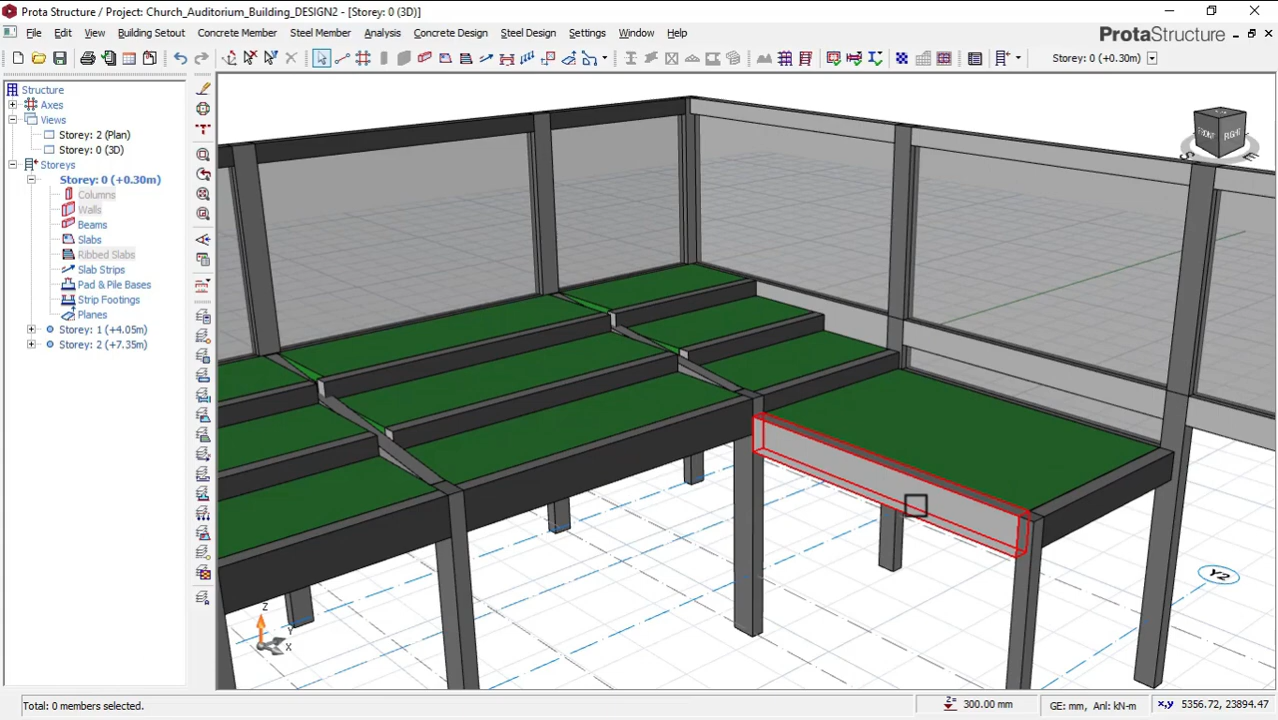 Prota Structure / Project: Church_Auditorium_Building_DESIGN2 - [Storey: 0 (3D)]
File Edit View Building Setout Concrete Member Steel Member Analysis Concrete Design Steel Design Settings Window Help
ProtaStructure
Storey: 0 (+0.30m)
Structure
Axes
Views
Storey: 2 (Plan)
Storey: 0 (3D)
Storeys
Storey: 0 (+0.30m)
Columns
Walls
Beams
Slabs
Ribbed Slabs
Slab Strips
Pad & Pile Bases
Strip Footings
Planes
Storey: 1 (+4.05m)
Storey: 2 (+7.35m)
FRONT RIGHT
S E
Y2
Z
Y
X
Total: 0 members selected.
Z= 300.00 mm
GE: mm, Anl: kN-m
x,y 5356.72, 23894.47